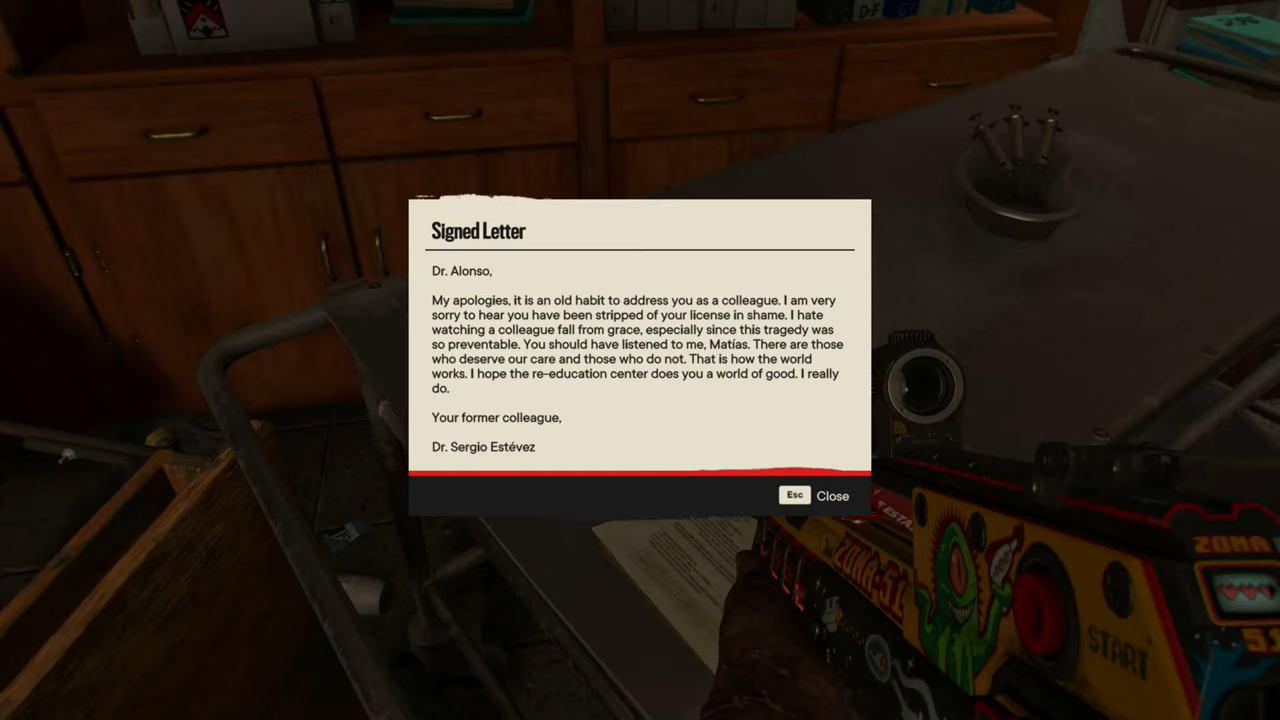 D-F
Signed Letter
Dr. Alonso,
My apologies, it is an old habit to address you as a colleague. I am very
sorry to hear you have been stripped of your license in shame. I hate
watching a colleague fall from grace, especially since this tragedy was
so preventable. You should have listened to me, Matías. There are those
who deserve our care and those who do not. That is how the world
works. I hope the re-education center does you a world of good. I really
do.
Your former colleague,
Dr. Sergio Estévez
Esc Close
ZONA-51
START
ZONA